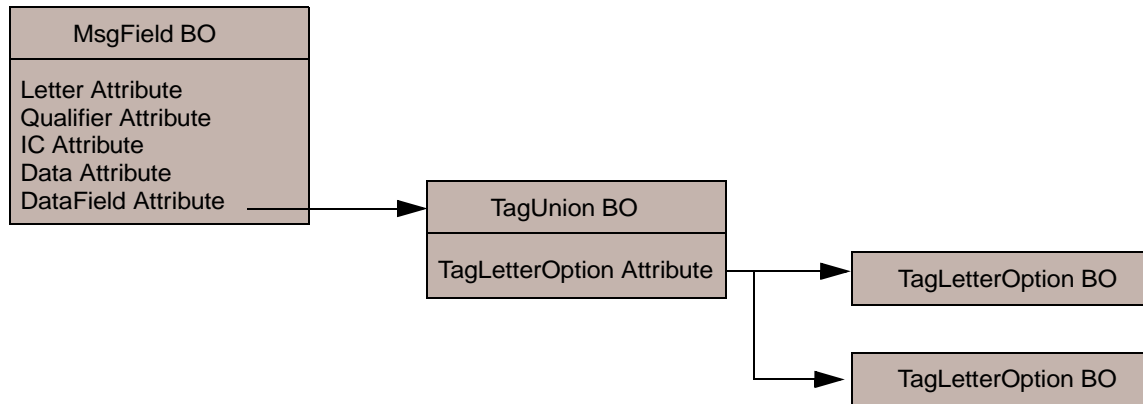 MsgField BO
Letter Attribute
Qualifier Attribute
IC Attribute
Data Attribute
DataField Attribute
TagUnion BO
TagLetterOption Attribute
TagLetterOption BO
TagLetterOption BO